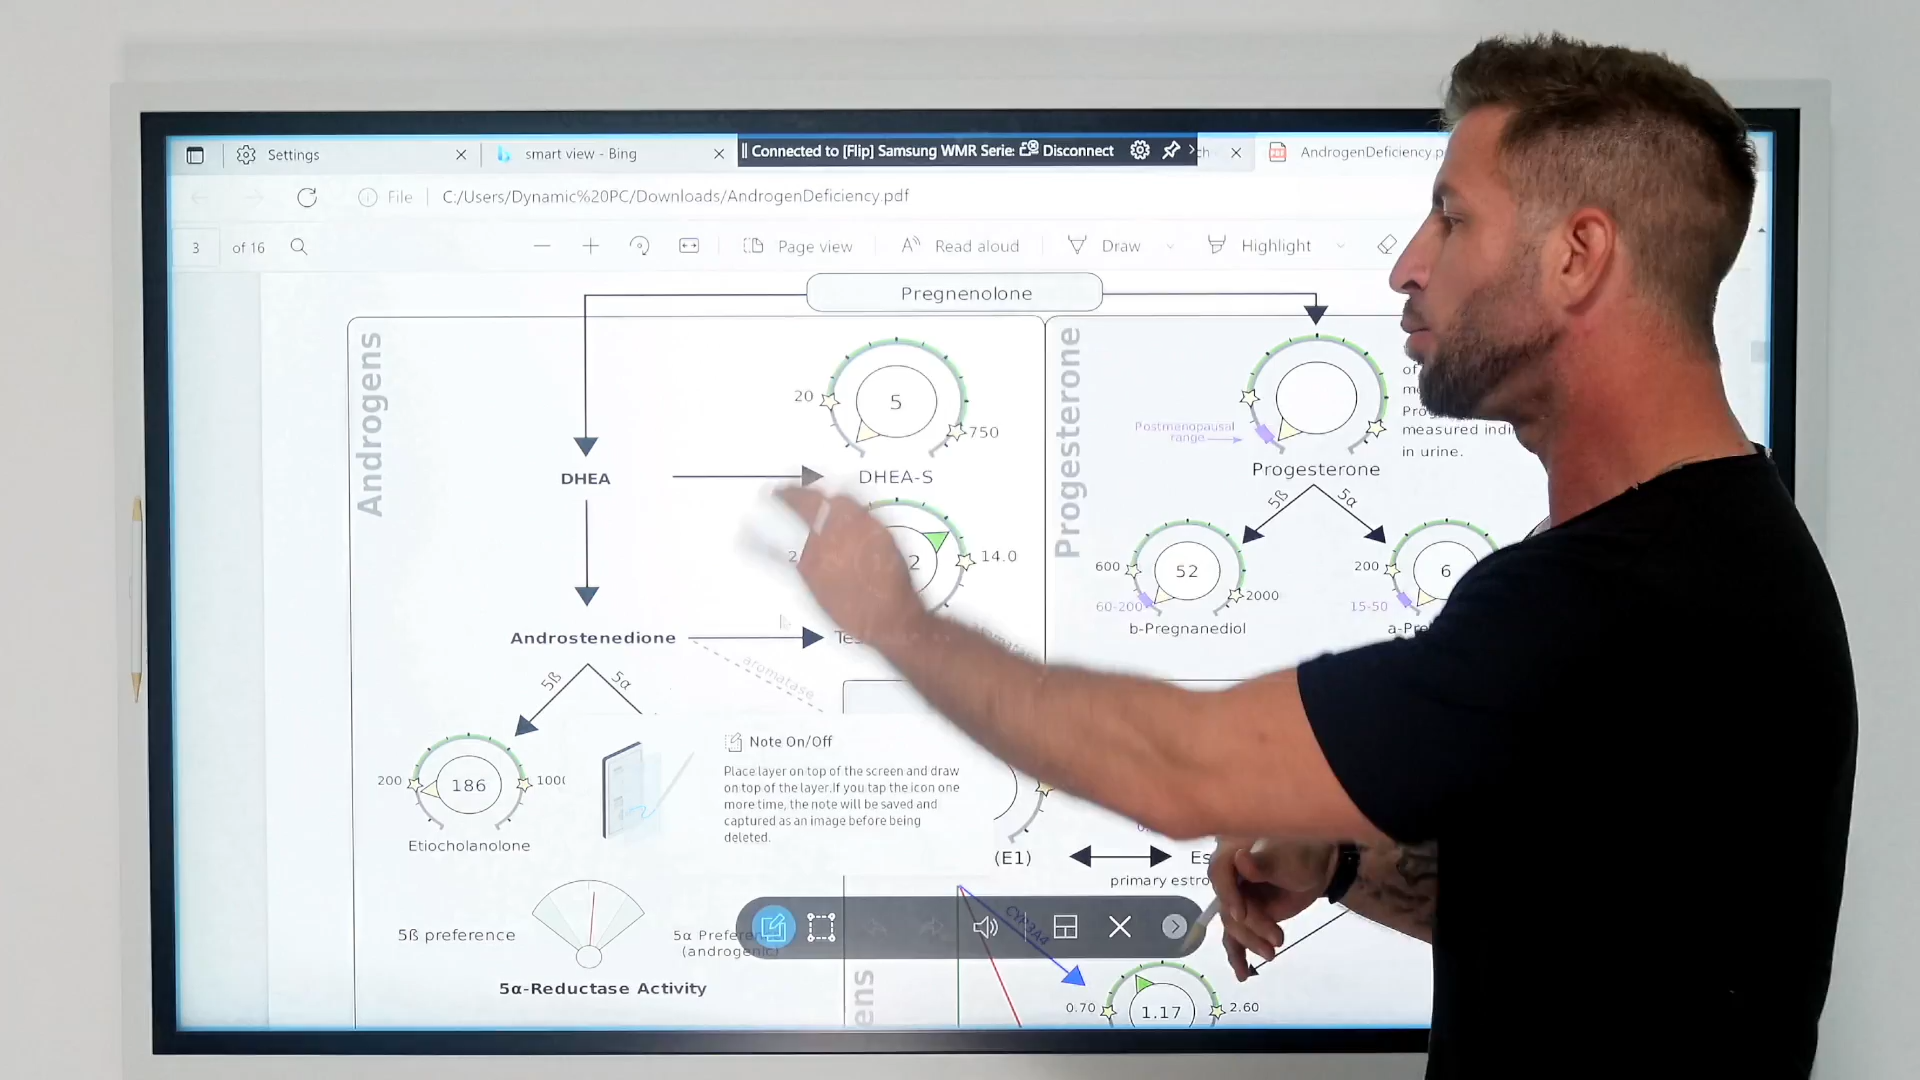 Settings
smart view - Bing
Connected to [Flip] Samsung WMR Serie:
Disconnect
ch
AndrogenDeficiency.p
File
C:/Users/Dynamic%20PC/Downloads/AndrogenDeficiency.pdf
3 of 16
Page view
Read aloud
Draw
Highlight
Pregnenolone
Androgens
20
5
750
DHEA
DHEA-S
14.0
Androstenedione
aromatase
5ß
5α
200
186
Etiocholanolone
5ß preference
(androgenic)
5α-Reductase Activity
Progesterone
Postmenopausal
range
of
measured indi
in urine.
Progesterone
5ß
5α
600
52
2000
60-200
b-Pregnanediol
200
6
15-50
Note On/Off
Place layer on top of the screen and draw
on top of the layer.If you tap the icon one
more time, the note will be saved and
captured as an image before being
deleted.
(E1)
primary estro
CYP3A4
0.70
1.17
2.60